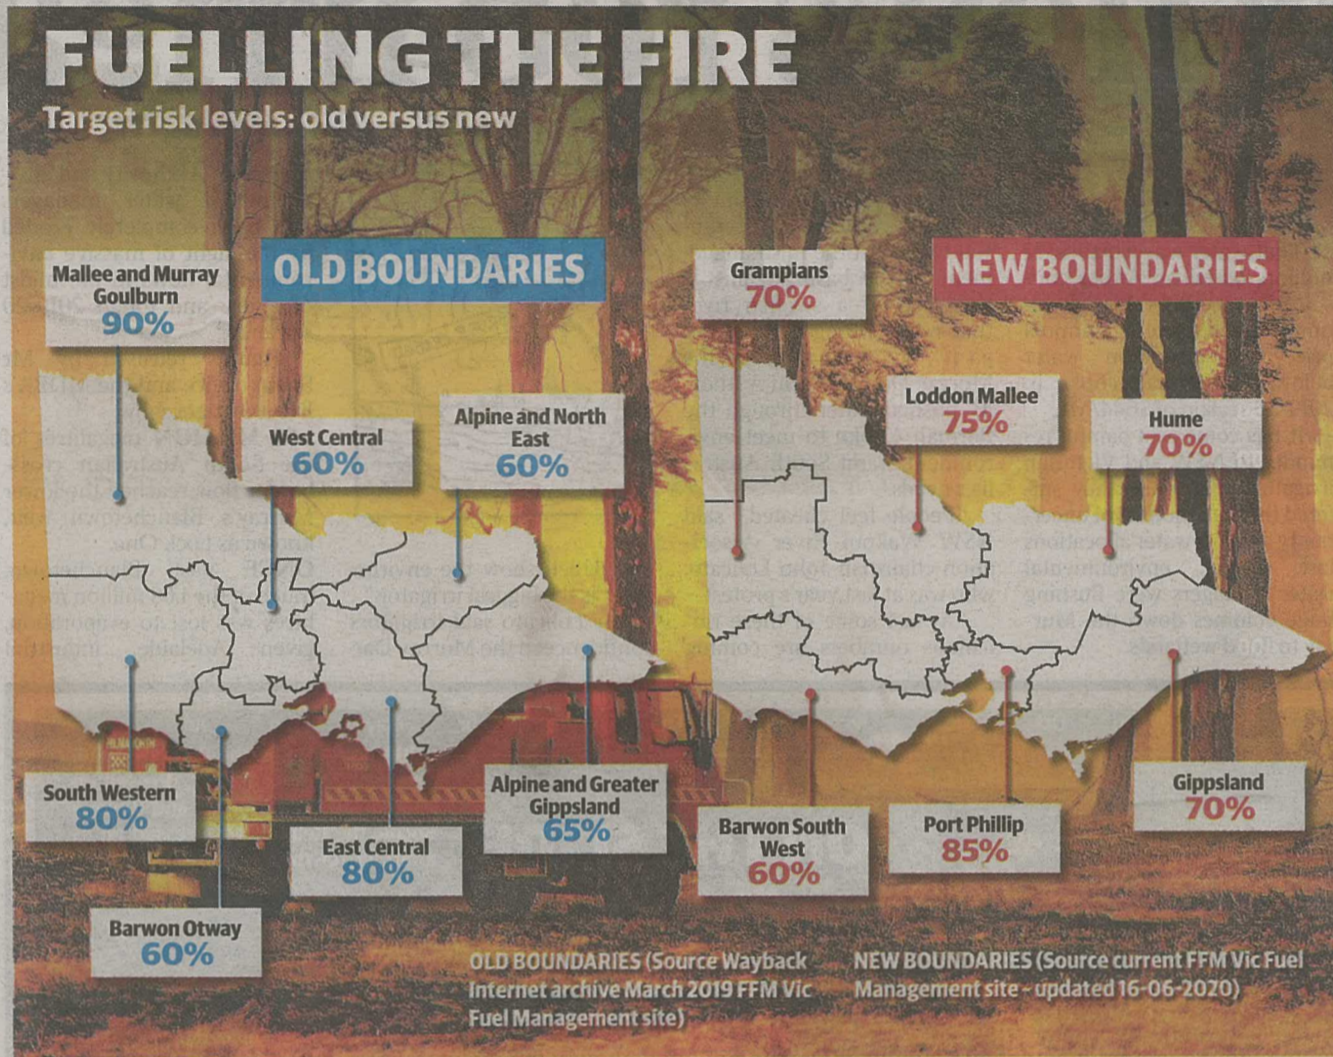 FUELLING THE FIRE
Target risk levels: old versus new
OLD BOUNDARIES
Mallee and Murray
Goulburn
90%
West Central
60%
Alpine and North
East
60%
South Western
80%
Barwon Otway
60%
East Central
80%
Alpine and Greater
Gippsland
65%
NEW BOUNDARIES
Grampians
70%
Loddon Mallee
75%
Hume
70%
Barwon South
West
60%
Port Phillip
85%
Gippsland
70%
OLD BOUNDARIES (Source Wayback
Internet archive March 2019 FFM Vic
Fuel Management site)
NEW BOUNDARIES (Source current FFM Vic Fuel
Management site - updated 16-06-2020)